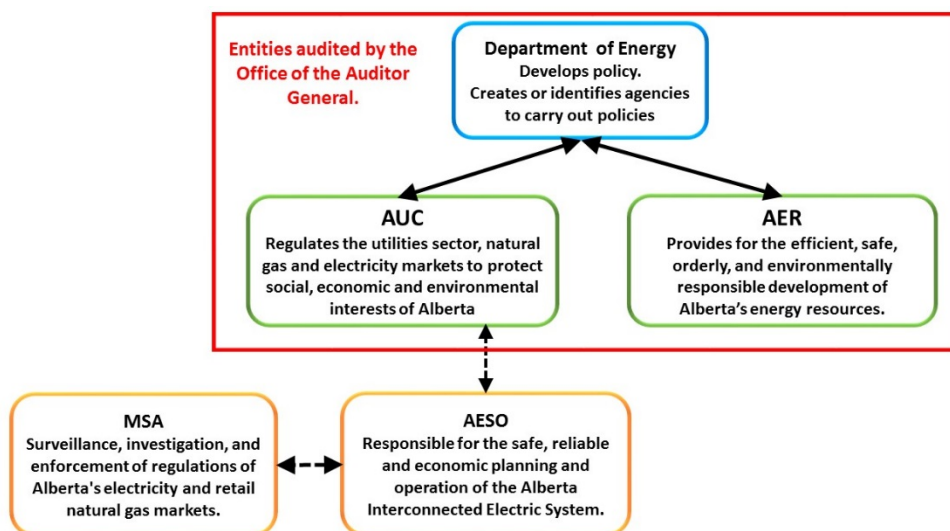 Entities audited by the
Office of the Auditor
General.
Department of Energy
Develops policy.
Creates or identifies agencies
to carry out policies
AUC
Regulates the utilities sector, natural
gas and electricity markets to protect
social, economic and environmental
interests of Alberta
AER
Provides for the efficient, safe,
orderly, and environmentally
responsible development of
Alberta’s energy resources.
MSA
Surveillance, investigation, and
enforcement of regulations of
Alberta's electricity and retail
natural gas markets.
AESO
Responsible for the safe, reliable
and economic planning and
operation of the Alberta
Interconnected Electric System.